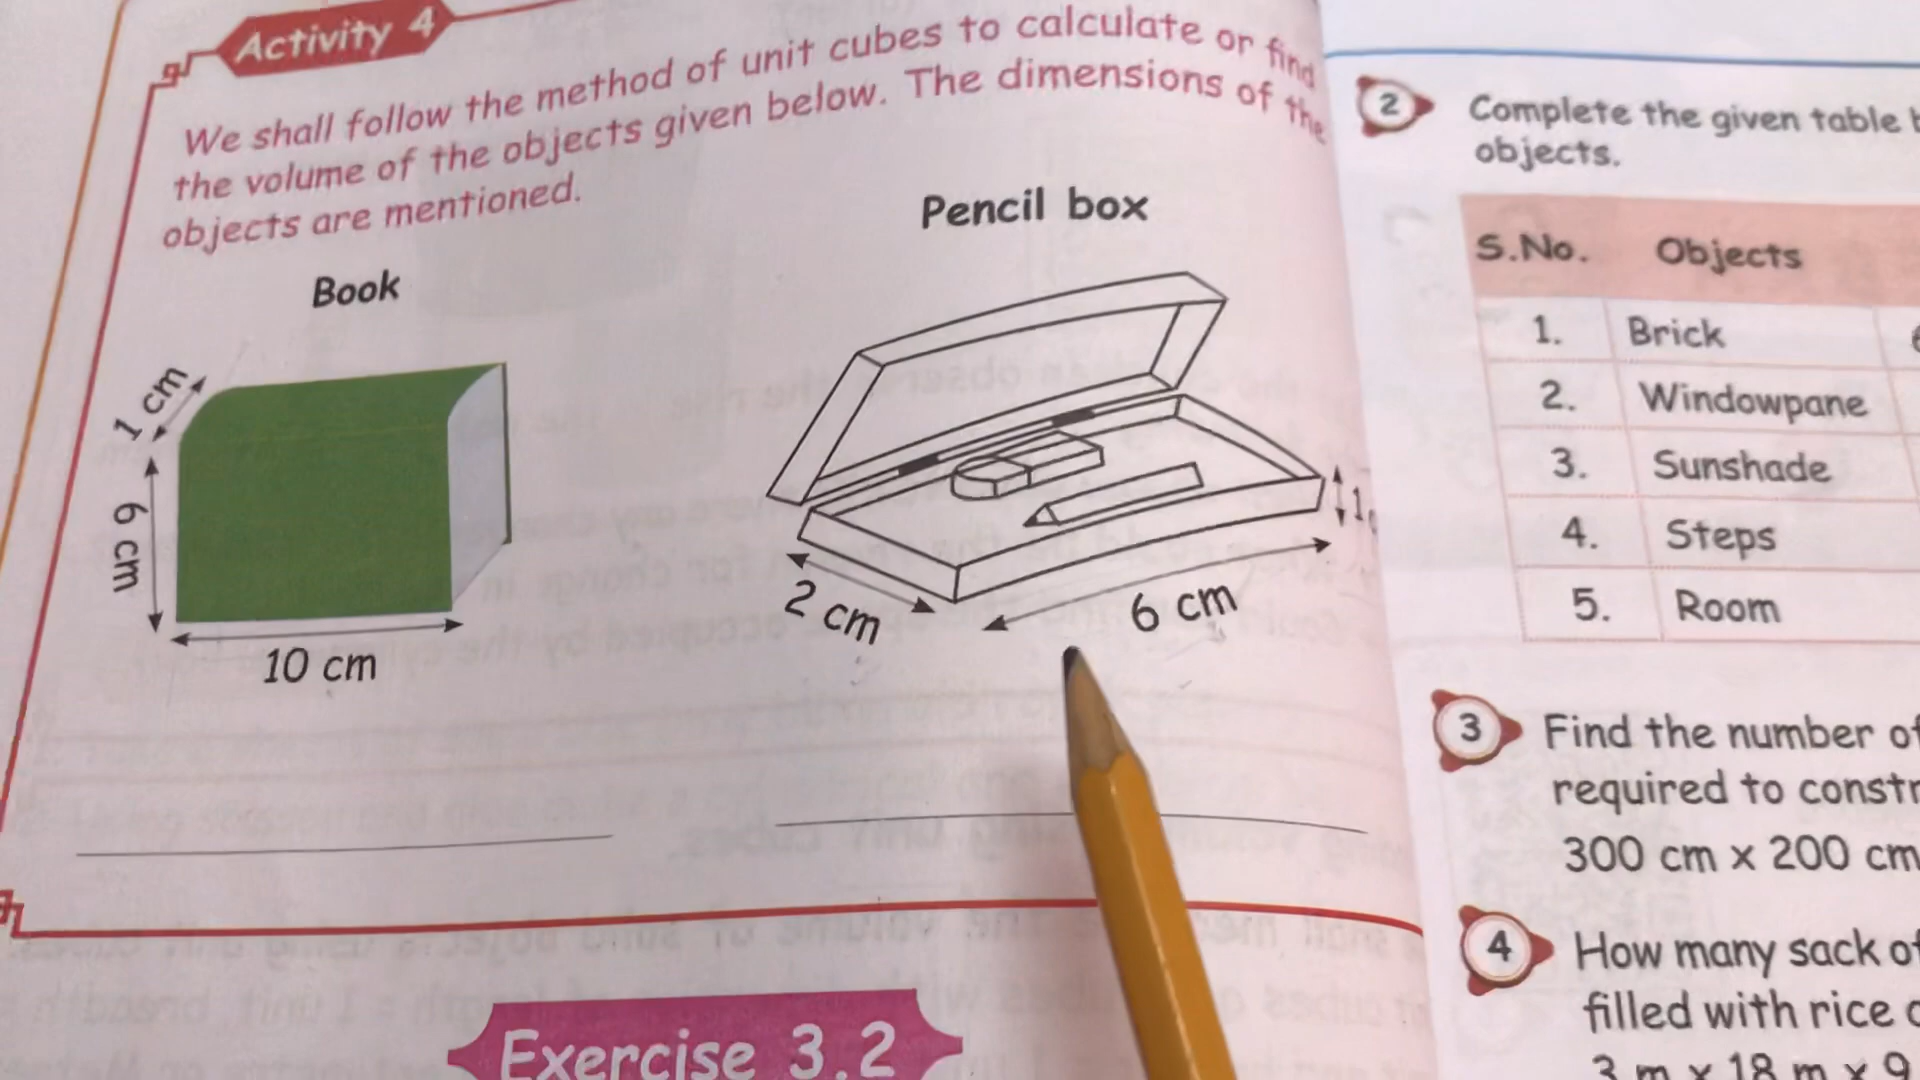 Activity 4
We shall follow the method of unit cubes to calculate or find
the volume of the objects given below. The dimensions of the
objects are mentioned.
Book
1 cm
6 cm
10 cm
Pencil box
1
2 cm
6 cm
Exercise 3.2
2 Complete the given table
objects.
S.No. Objects
1. Brick
2. Windowpane
3. Sunshade
4. Steps
5. Room
3 Find the number of
required to constr
300 cm x 200 cm
4 How many sack of
filled with rice
3 m x 18 m x 9